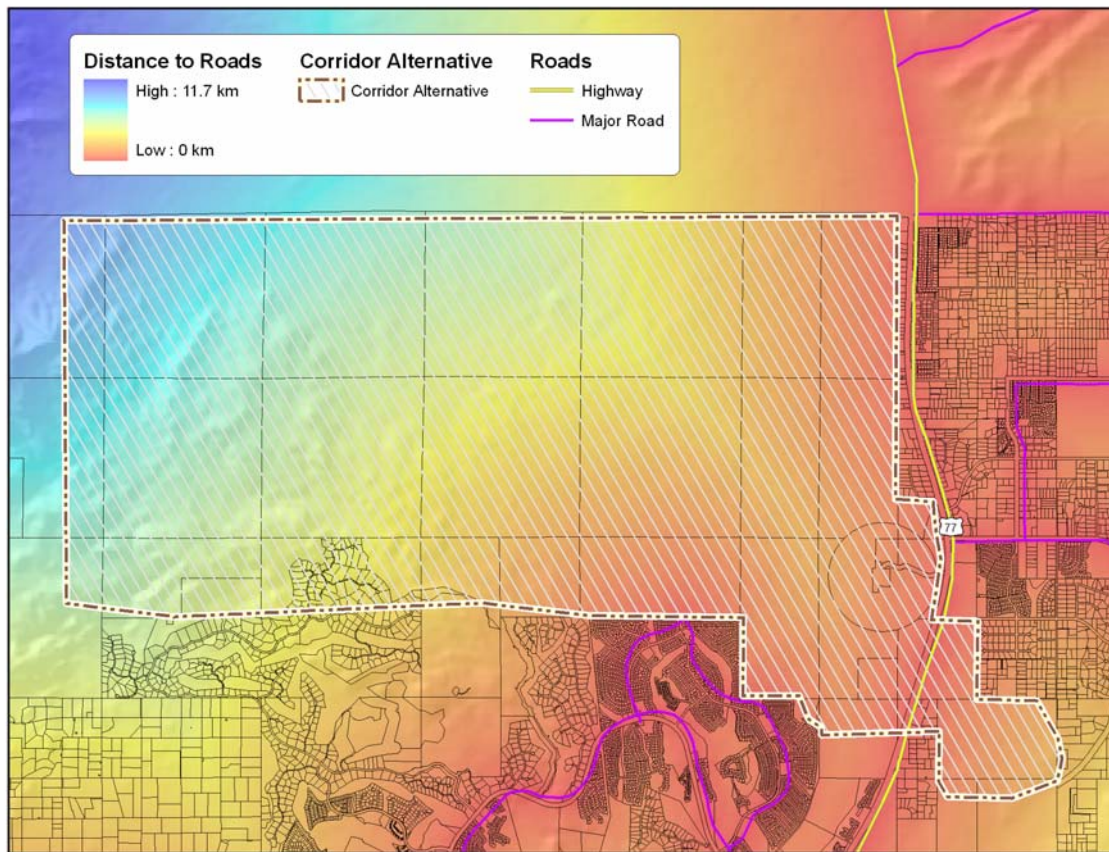 Distance to Roads
High : 11.7 km
Low : 0 km
Corridor Alternative
Corridor Alternative
Roads
Highway
Major Road
77